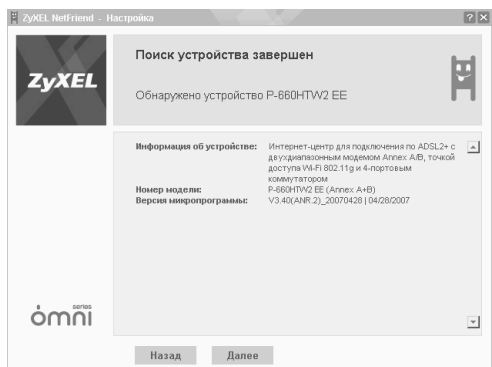 ZyXEL NetFriend - Настройка
ZyXEL
Поиск устройства завершен
Обнаружено устройство P-660HTW2 EE
Информация об устройстве: Интернет-центр для подключения по ADSL2+ с
двухдиапазонным модемом Annex A/B, точкой
доступа Wi-Fi 802.11g и 4-портовым
коммутатором
Номер модели: P-660HTW2 EE (Annex A+B)
Версия микропрограммы: V3.40(ANR.2)_20070428 | 04/28/2007
series
omni
Назад Далее